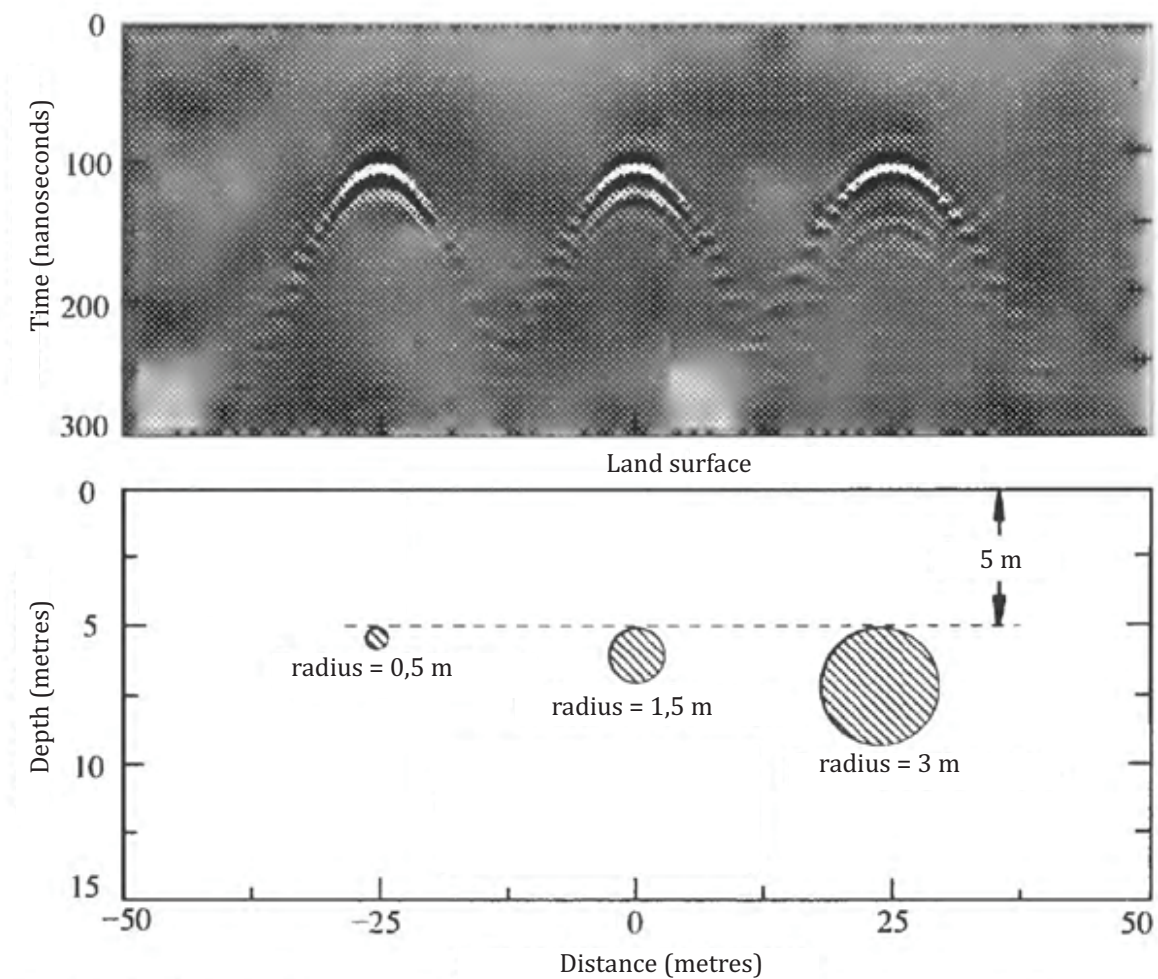 0
100
200
300
Time (nanoseconds)
Land surface
0
5
10
15
Depth (metres)
5 m
radius = 0,5 m
radius = 1,5 m
radius = 3 m
−50
−25
0
25
50
Distance (metres)